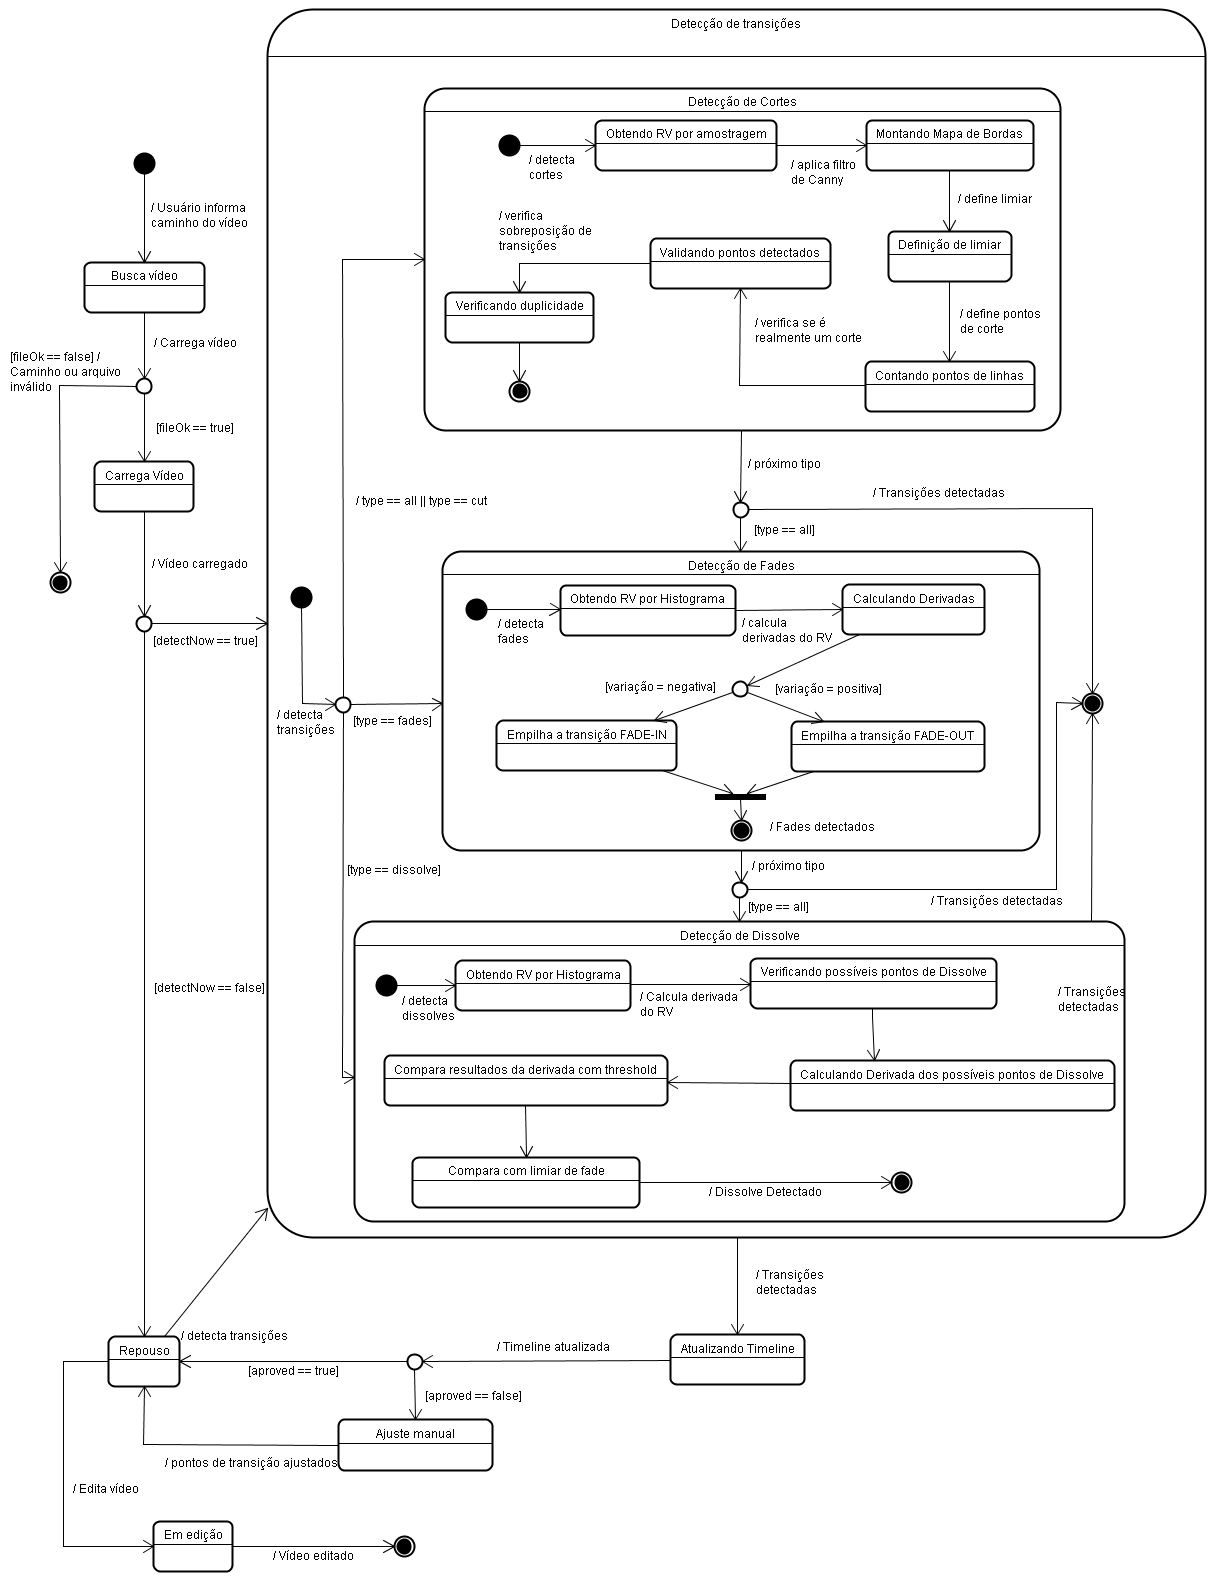 Detecção de transições
Detecção de Cortes
Obtendo RV por amostragem
Montando Mapa de Bordas
/ detecta
cortes
/ aplica filtro
de Canny
/ define limiar
/ Usuário informa
caminho do vídeo
/ verifica
sobreposição de
transições
Validando pontos detectados
Definição de limiar
Busca vídeo
Verificando duplicidade
/ define pontos
de corte
/ verifica se é
realmente um corte
/ Carrega vídeo
[fileOk == false] /
Caminho ou arquivo
inválido
Contando pontos de linhas
[fileOk == true]
Carrega Vídeo
/ próximo tipo
/ type == all || type == cut
/ Transições detectadas
[type == all]
/ Vídeo carregado
Detecção de Fades
Obtendo RV por Histograma
Calculando Derivadas
/ detecta
fades
/ calcula
derivadas do RV
[detectNow == true]
[variação = negativa]
[variação = positiva]
/ detecta
transições
[type == fades]
Empilha a transição FADE-IN
Empilha a transição FADE-OUT
/ Fades detectados
/ próximo tipo
[type == dissolve]
[type == all]
/ Transições detectadas
Detecção de Dissolve
Obtendo RV por Histograma
Verificando possíveis pontos de Dissolve
[detectNow == false]
/ detecta
dissolves
/ Calcula derivada
do RV
/ Transições
detectadas
Compara resultados da derivada com threshold
Calculando Derivada dos possíveis pontos de Dissolve
Compara com limiar de fade
/ Dissolve Detectado
/ Transições
detectadas
/ detecta transições
Repouso
/ Timeline atualizada
Atualizando Timeline
[aproved == true]
[aproved == false]
Ajuste manual
/ pontos de transição ajustados
/ Edita vídeo
Em edição
/ Vídeo editado